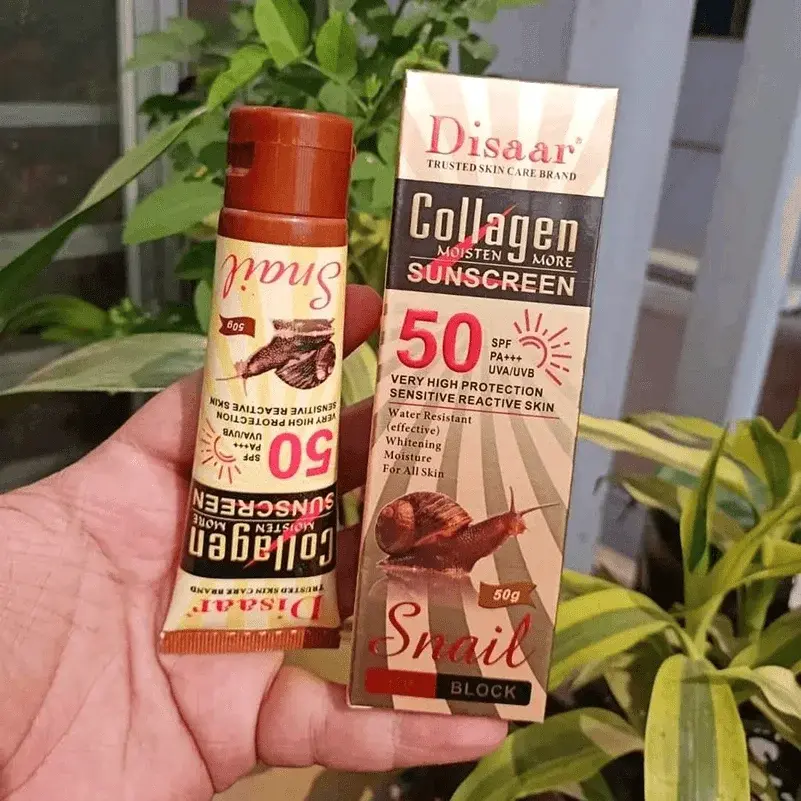 Disaar
TRUSTED SKIN CARE BRAND
Collagen
MOISTEN MORE
SUNSCREEN
50 SPF
PA+++
UVA/UVB
VERY HIGH PROTECTION
SENSITIVE REACTIVE SKIN
Water Resistant
(effective)
Whitening
Moisture
For All Skin
50g
Snail
BLOCK
Disaar
TRUSTED SKIN CARE BRAND
Collagen
MOISTEN MORE
SUNSCREEN
50 SPF
PA+++
UVA/UVB
VERY HIGH PROTECTION
SENSITIVE REACTIVE SKIN
50g
Snail